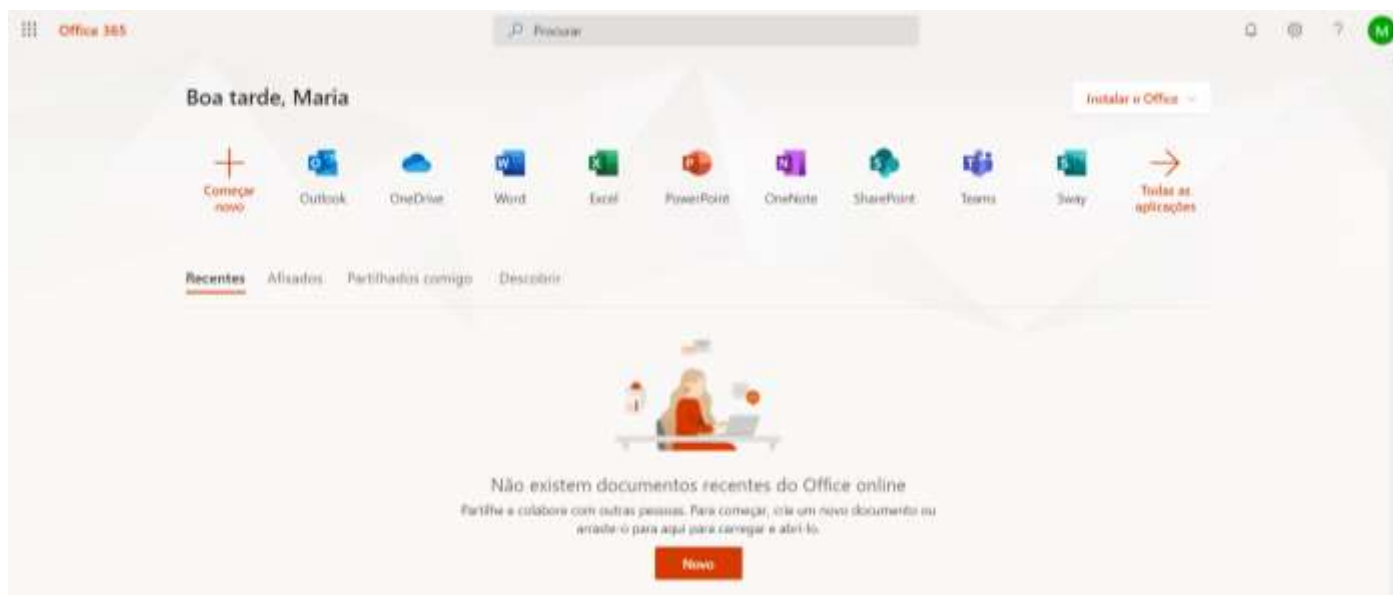 Office 365
Procurar
?
M
Boa tarde, Maria
Instalar o Office
Começar
novo
Outlook
OneDrive
Word
Excel
PowerPoint
OneNote
SharePoint
Teams
Sway
Todas as
aplicações
Recentes
Afixados
Partilhados comigo
Descobrir
Não existem documentos recentes do Office online
Partilhe e colabore com outras pessoas. Para começar, crie um novo documento ou
arraste-o para aqui para carregar e abri-lo.
Novo